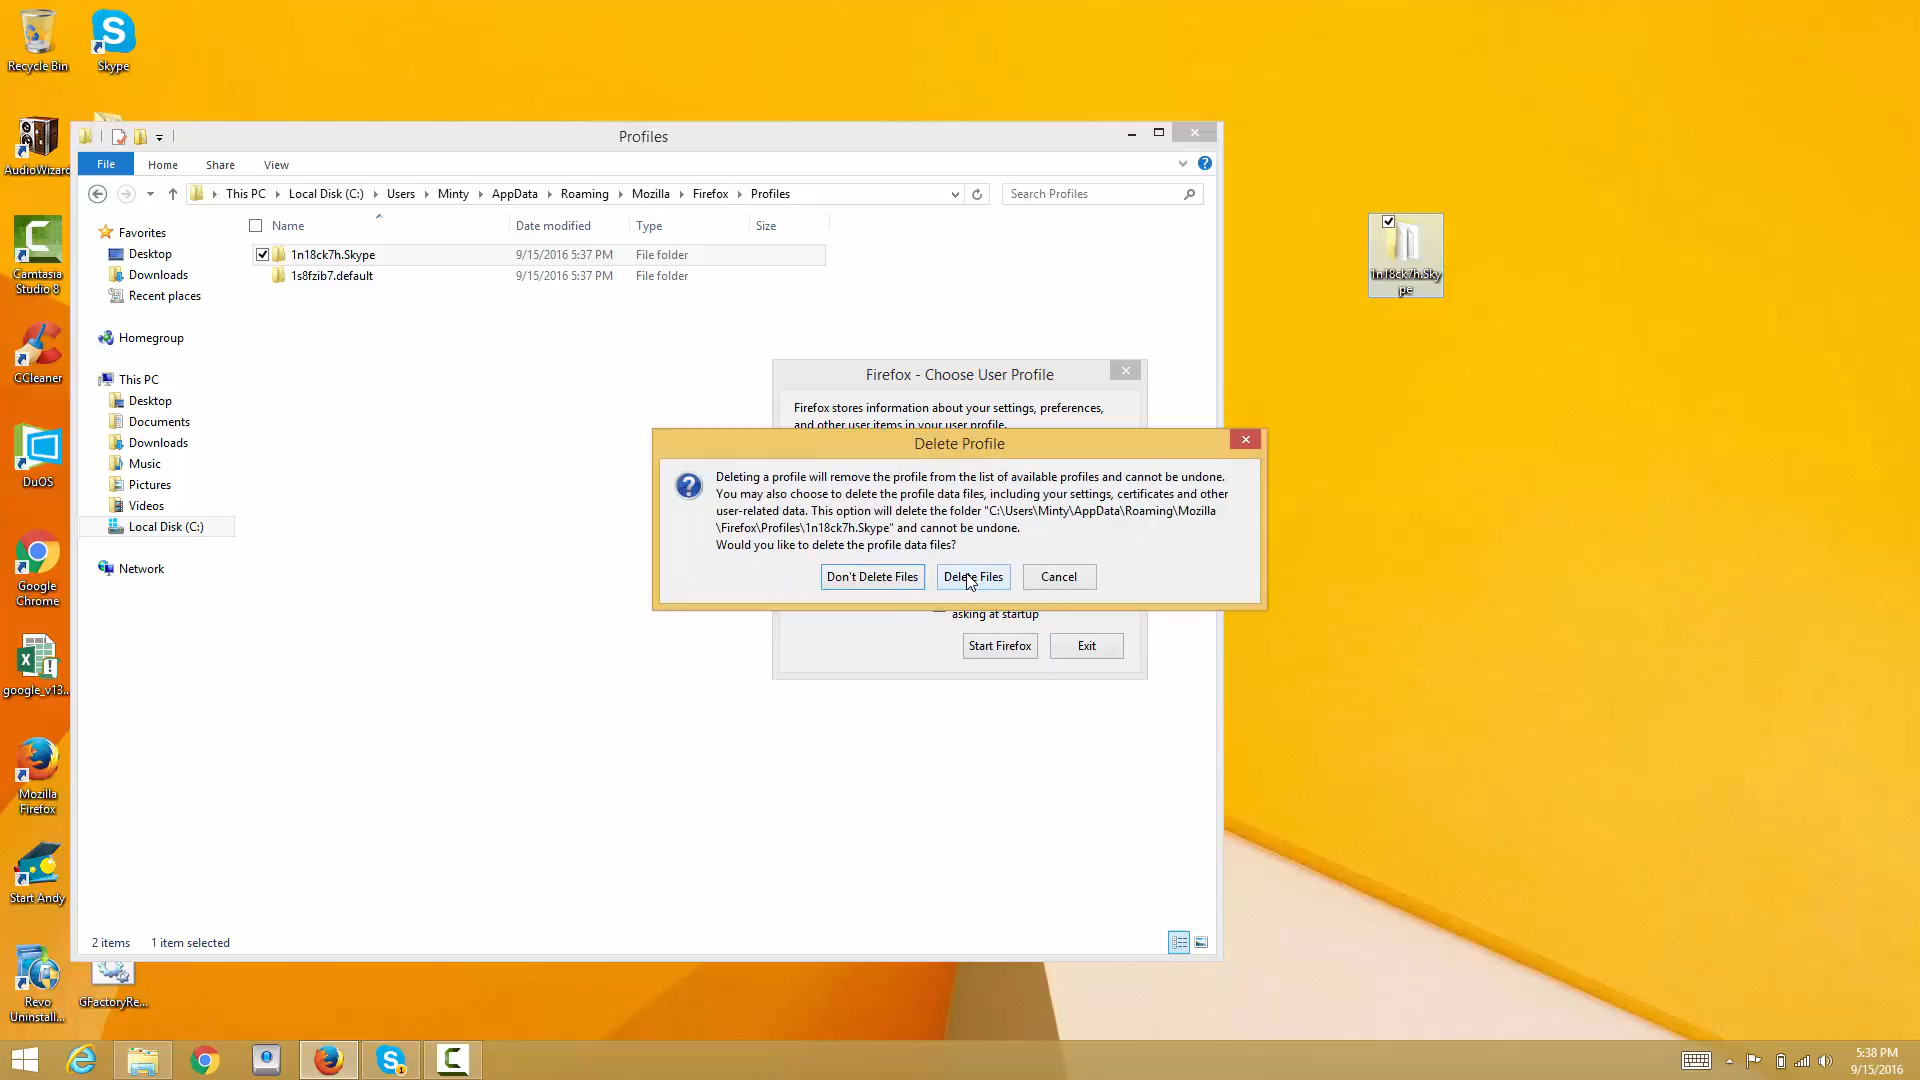 Recycle Bin
Skype
AudioWizard
Camtasia
Studio 8
CCleaner
DuOS
Google
Chrome
google_v13...
Mozilla
Firefox
Start Andy
Revo
Uninstall...
GFactoryRe...
Profiles
File
Home
Share
View
This PC
Local Disk (C:)
Users
Minty
AppData
Roaming
Mozilla
Firefox
Profiles
Search Profiles
Name
Date modified
Type
Size
1n18ck7h.Skype
9/15/2016 5:37 PM
File folder
1s8fzib7.default
9/15/2016 5:37 PM
File folder
Favorites
Desktop
Downloads
Recent places
Homegroup
This PC
Desktop
Documents
Downloads
Music
Pictures
Videos
Local Disk (C:)
Network
2 items
1 item selected
Firefox - Choose User Profile
Firefox stores information about your settings, preferences,
and other user items in your user profile.
Delete Profile
Deleting a profile will remove the profile from the list of available profiles and cannot be undone.
You may also choose to delete the profile data files, including your settings, certificates and other
user-related data. This option will delete the folder "C:\Users\Minty\AppData\Roaming\Mozilla
\Firefox\Profiles\1n18ck7h.Skype" and cannot be undone.
Would you like to delete the profile data files?
Don't Delete Files
Delete Files
Cancel
asking at startup
Start Firefox
Exit
1n18ck7h.Sky
pe
5:38 PM
9/15/2016